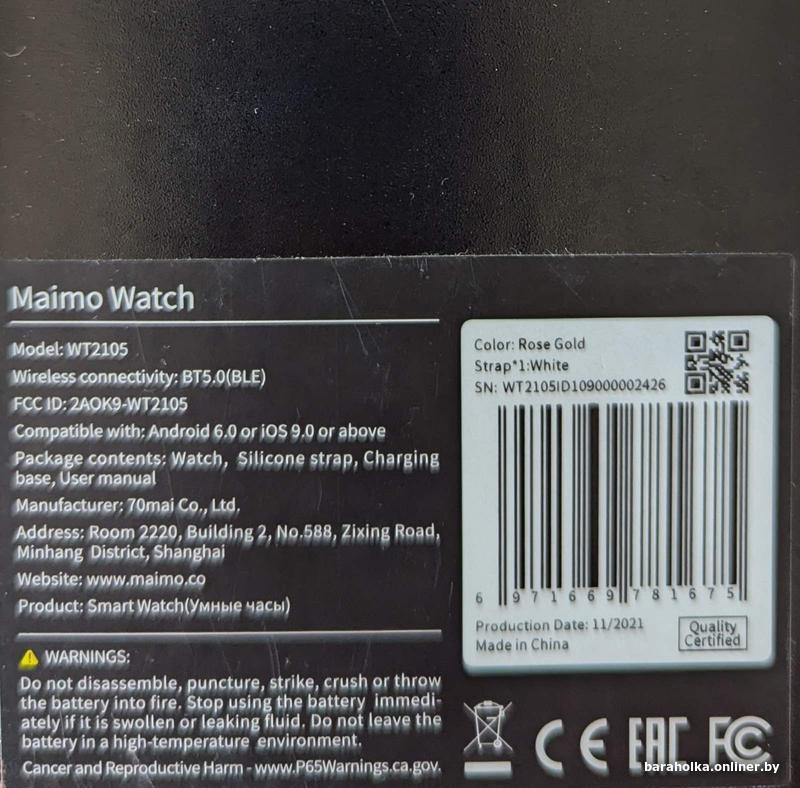 Maimo Watch
Model: WT2105
Wireless connectivity: BT5.0(BLE)
FCC ID: 2AOK9-WT2105
Compatible with: Android 6.0 or iOS 9.0 or above
Package contents: Watch, Silicone strap, Charging
base, User manual
Manufacturer: 70mai Co., Ltd.
Address: Room 2220, Building 2, No.588, Zixing Road,
Minhang District, Shanghai
Website: www.maimo.co
Product: Smart Watch(Умные часы)
WARNINGS:
Do not disassemble, puncture, strike, crush or throw
the battery into fire. Stop using the battery immedi-
ately if it is swollen or leaking fluid. Do not leave the
battery in a high-temperature environment.
Cancer and Reproductive Harm - www.P65Warnings.ca.gov.
Color: Rose Gold
Strap*1:White
SN: WT2105ID109000002426
6 971669 781675
Production Date: 11/2021
Made in China
Quality
Certified
CE EAC FC
baraholka.onliner.by